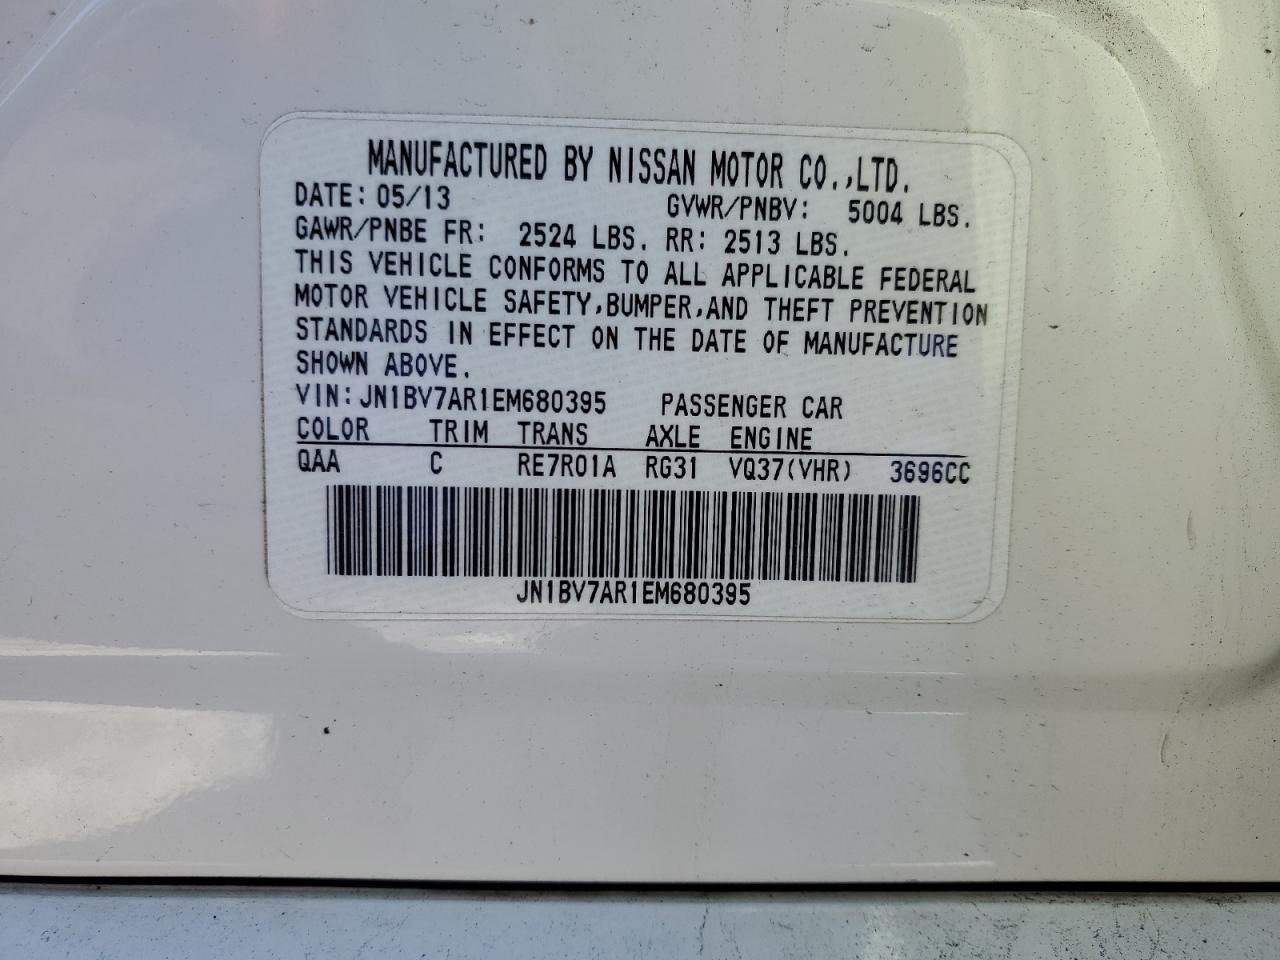 MANUFACTURED BY NISSAN MOTOR CO.,LTD.
DATE: 05/13 GVWR/PNBV: 5004 LBS.
GAWR/PNBE FR: 2524 LBS. RR: 2513 LBS.
THIS VEHICLE CONFORMS TO ALL APPLICABLE FEDERAL
MOTOR VEHICLE SAFETY,BUMPER,AND THEFT PREVENTION
STANDARDS IN EFFECT ON THE DATE OF MANUFACTURE
SHOWN ABOVE.
VIN: JN1BV7AR1EM680395 PASSENGER CAR
COLOR TRIM TRANS AXLE ENGINE
QAA C RE7R01A RG31 VQ37(VHR) 3696CC
JN1BV7AR1EM680395